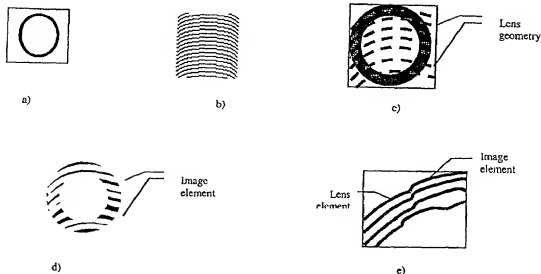 Lens
geometry
a)
b)
c)
Image
element
Image
element
Lens
element
d)
e)